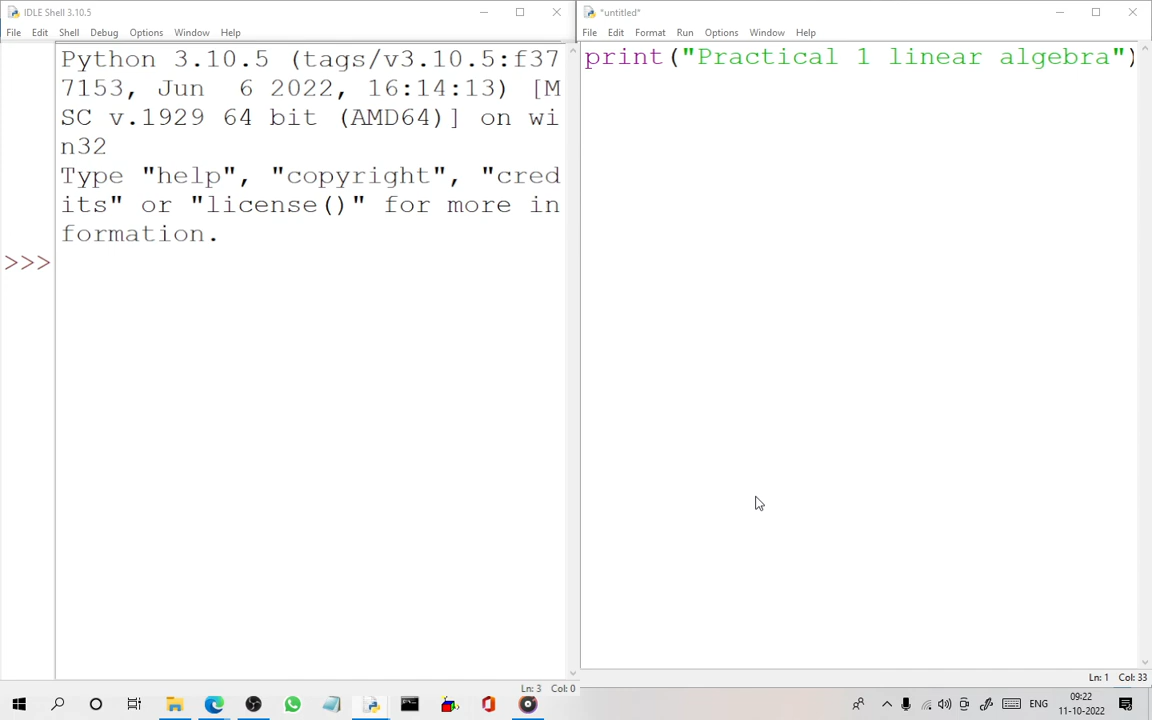 IDLE Shell 3.10.5
File Edit Shell Debug Options Window Help
Python 3.10.5 (tags/v3.10.5:f37
7153, Jun  6 2022, 16:14:13) [M
SC v.1929 64 bit (AMD64)] on wi
n32
Type "help", "copyright", "cred
its" or "license()" for more in
formation.
>>>
Ln: 3 Col: 0
*untitled*
File Edit Format Run Options Window Help
print("Practical 1 linear algebra")
Ln: 1 Col: 33
ENG
09:22
11-10-2022